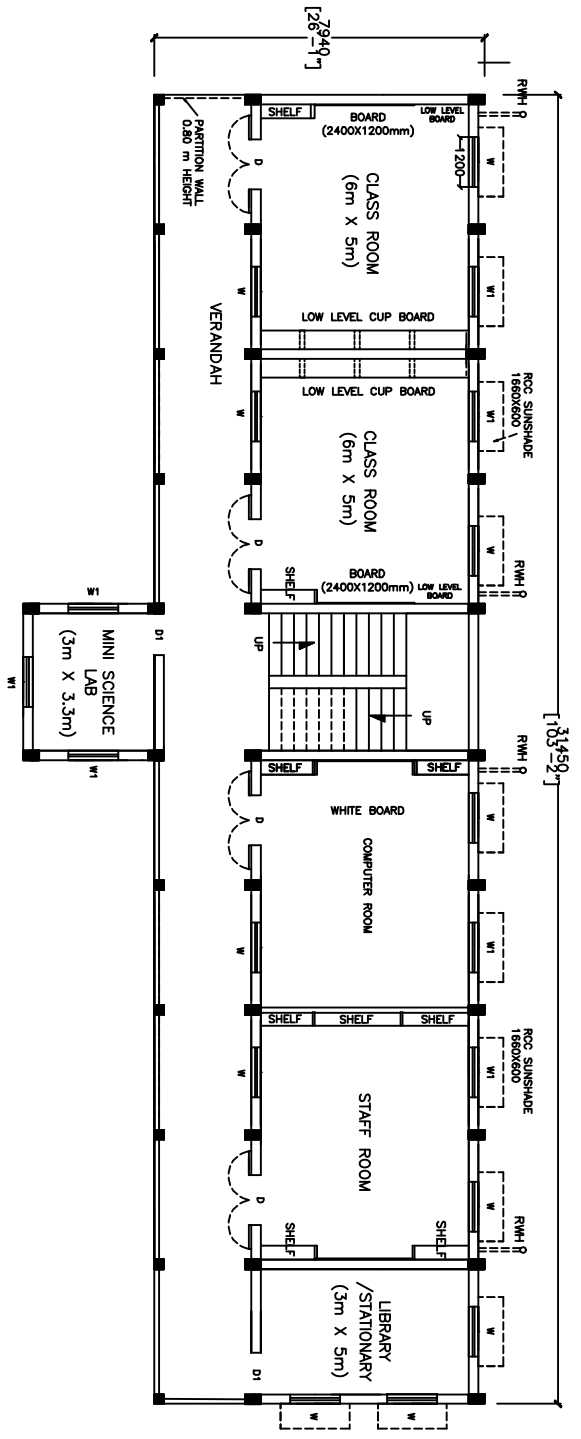 7940
[26'-1"]
RWH
SHELF
BOARD
(2400X1200mm)
LOW LEVEL
BOARD
W
1200
PARTITION WALL
0.80 m HEIGHT
D
CLASS ROOM
(6m X 5m)
W1
W
VERANDAH
LOW LEVEL CUP BOARD
LOW LEVEL CUP BOARD
W
W1
RCC SUNSHADE
1660X600
CLASS ROOM
(6m X 5m)
D
W
SHELF
BOARD
(2400X1200mm)
LOW LEVEL
BOARD
RWH
W1
D1
UP
MINI SCIENCE
LAB
(3m X 3.3m)
W1
W1
UP
31450
[103'-2"]
RWH
SHELF
SHELF
WHITE BOARD
D
W
COMPUTER ROOM
W
W1
SHELF
SHELF
SHELF
RCC SUNSHADE
1660X600
W
W1
STAFF ROOM
D
W
SHELF
SHELF
RWH
LIBRARY
/STATIONARY
(3m X 5m)
W
D1
W
W